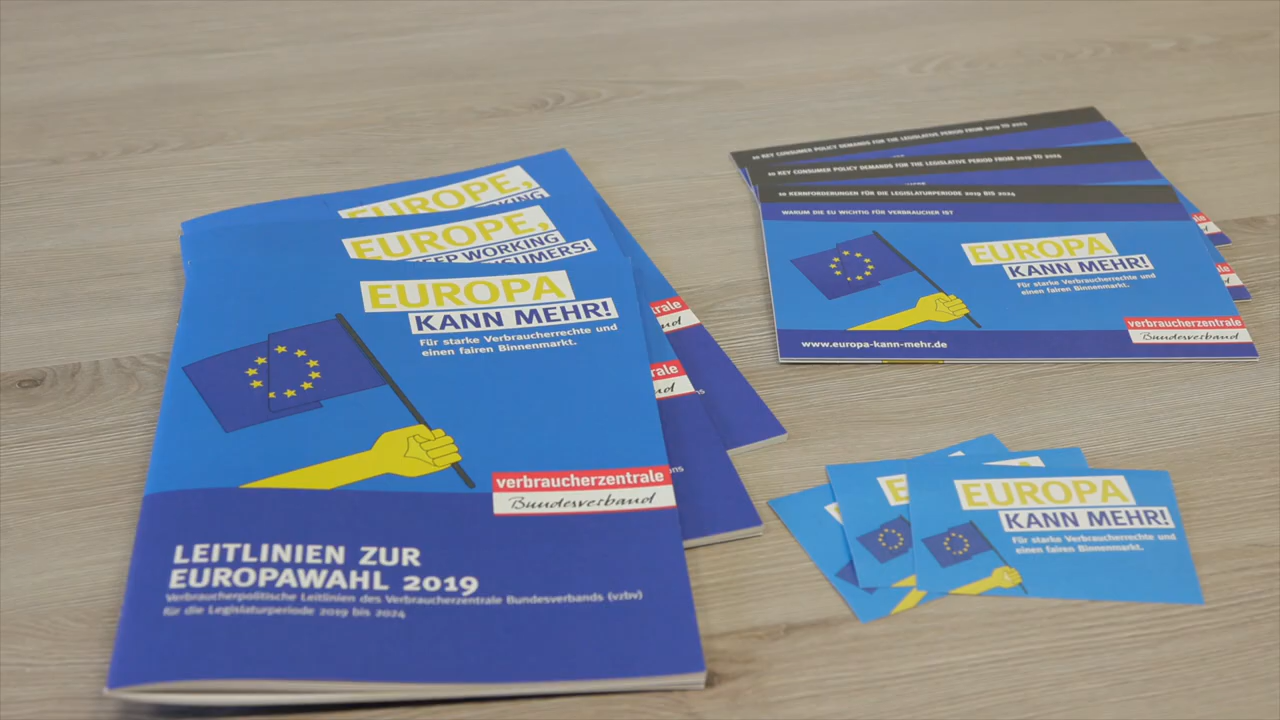 EUROPE,
EUROPE,
KEEP WORKING
EUROPA
KANN MEHR!
Für starke Verbraucherrechte und
einen fairen Binnenmarkt.
verbraucherzentrale
Bundesverband
LEITLINIEN ZUR
EUROPAWAHL 2019
Verbraucherpolitische Leitlinien des Verbraucherzentrale Bundesverbands (vzbv)
für die Legislaturperiode 2019 bis 2024
20 KEY CONSUMER POLICY DEMANDS FOR THE LEGISLATIVE PERIOD FROM 2019 TO 2024
20 KEY CONSUMER POLICY DEMANDS FOR THE LEGISLATIVE PERIOD FROM 2019 TO 2024
20 KERNFORDERUNGEN FÜR DIE LEGISLATURPERIODE 2019 BIS 2024
WARUM DIE EU WICHTIG FÜR VERBRAUCHER IST
EUROPA
KANN MEHR!
Für starke Verbraucherrechte und
einen fairen Binnenmarkt.
verbraucherzentrale
Bundesverband
www.europa-kann-mehr.de
EUROPA
KANN MEHR!
Für starke Verbraucherrechte und
einen fairen Binnenmarkt.